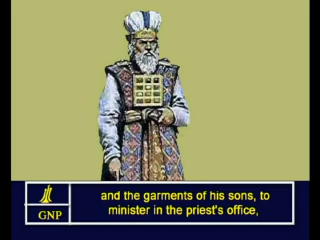 and the garments of his sons, to
minister in the priest's office,
GNP